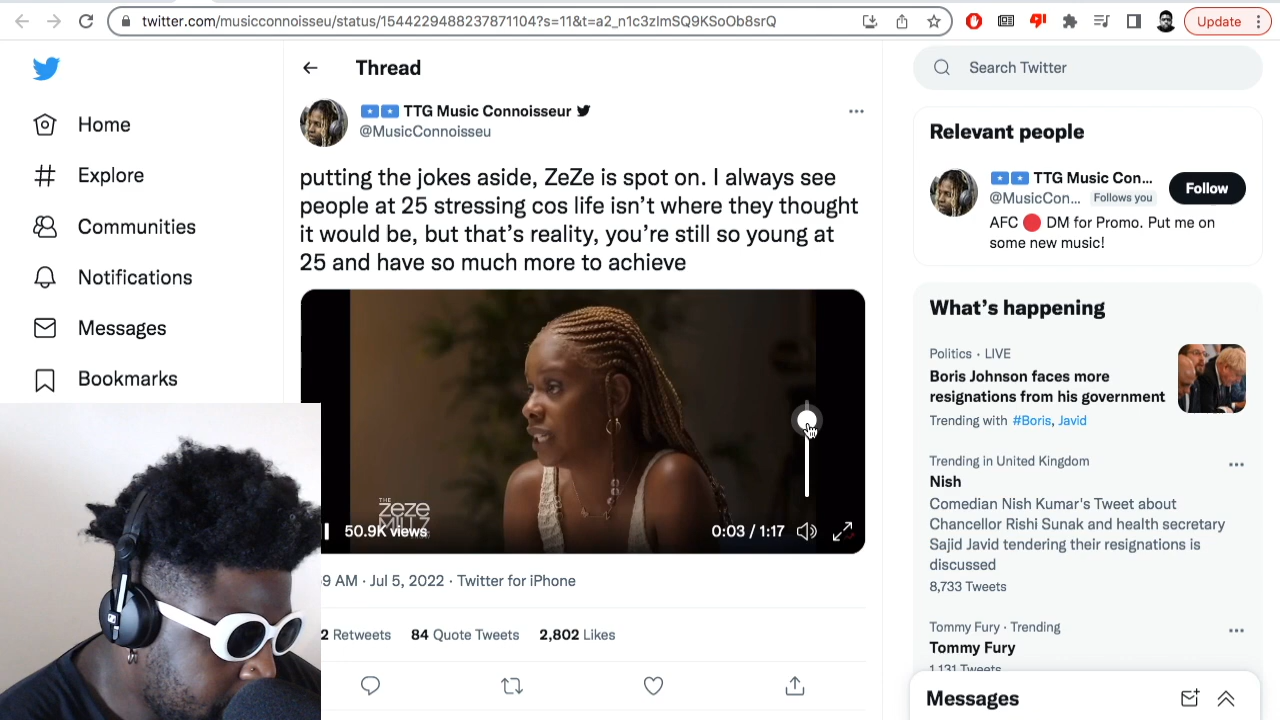 twitter.com/musicconnoisseu/status/1544229488237871104?s=11&t=a2_n1c3zlmSQ9KSoOb8srQ
Update
Home
Explore
Communities
Notifications
Messages
Bookmarks
Thread
TTG Music Connoisseur
@MusicConnoisseu
putting the jokes aside, ZeZe is spot on. I always see
people at 25 stressing cos life isn’t where they thought
it would be, but that’s reality, you’re still so young at
25 and have so much more to achieve
THE
zeze
MILLZ
50.9K views
0:03 / 1:17
9 AM · Jul 5, 2022 · Twitter for iPhone
2 Retweets 84 Quote Tweets 2,802 Likes
Search Twitter
Relevant people
TTG Music Con...
@MusicCon... Follows you
Follow
AFC 🔴 DM for Promo. Put me on
some new music!
What’s happening
Politics · LIVE
Boris Johnson faces more
resignations from his government
Trending with #Boris, Javid
Trending in United Kingdom
Nish
Comedian Nish Kumar's Tweet about
Chancellor Rishi Sunak and health secretary
Sajid Javid tendering their resignations is
discussed
8,733 Tweets
Tommy Fury · Trending
Tommy Fury
1,131 Tweets
Messages